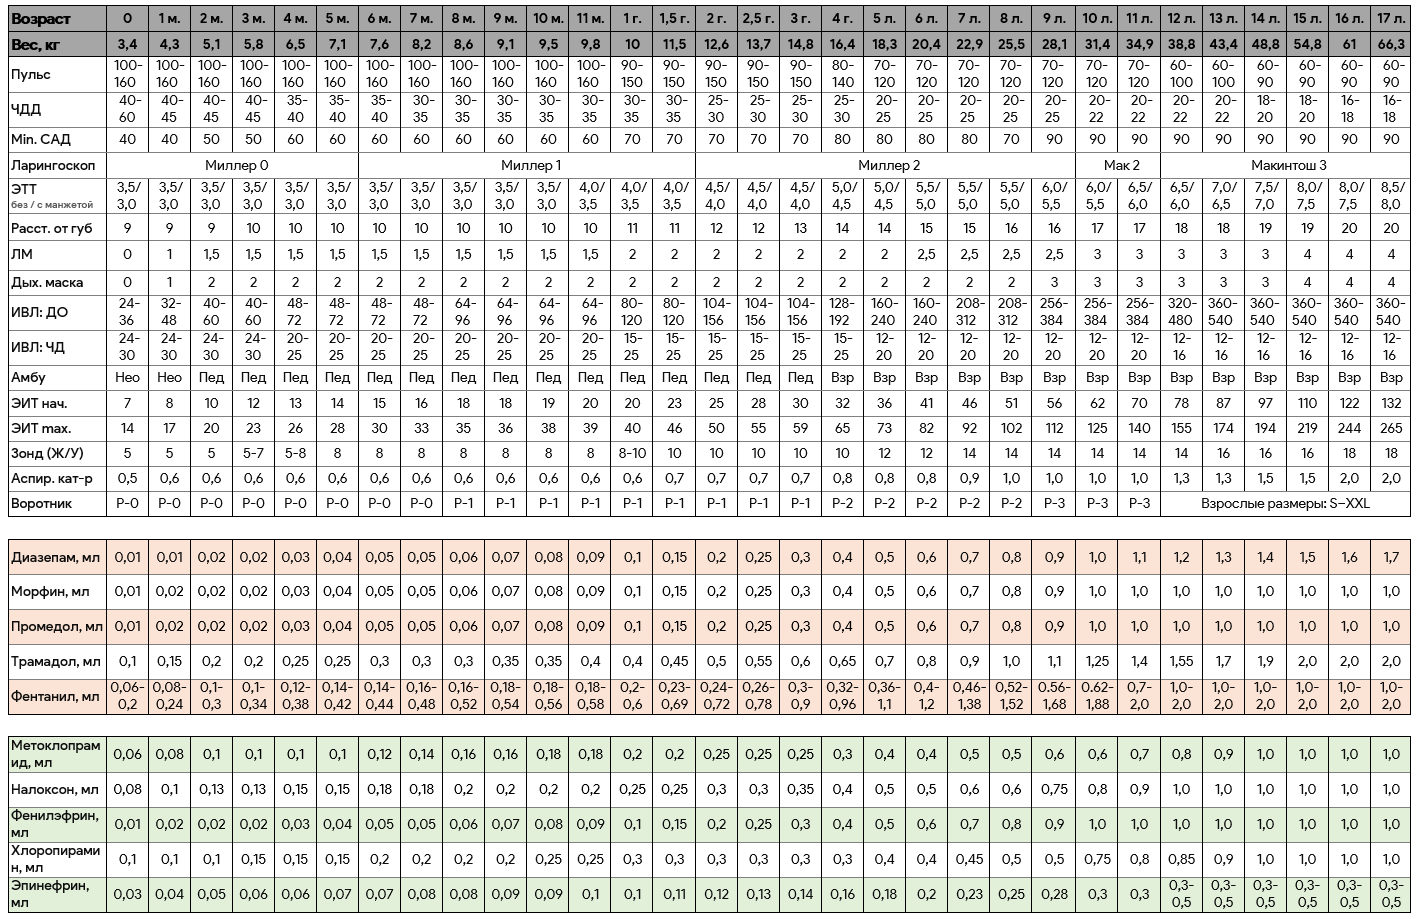 Возраст 0 1 м. 2 м. 3 м. 4 м. 5 м. 6 м. 7 м. 8 м. 9 м. 10 м. 11 м. 1 г. 1,5 г. 2 г. 2,5 г. 3 г. 4 г. 5 л. 6 л. 7 л. 8 л. 9 л. 10 л. 11 л. 12 л. 13 л. 14 л. 15 л. 16 л. 17 л.
Вес, кг 3,4 4,3 5,1 5,8 6,5 7,1 7,6 8,2 8,6 9,1 9,5 9,8 10 11,5 12,6 13,7 14,8 16,4 18,3 20,4 22,9 25,5 28,1 31,4 34,9 38,8 43,4 48,8 54,8 61 66,3
Пульс 100-160 100-160 100-160 100-160 100-160 100-160 100-160 100-160 100-160 100-160 100-160 100-160 90-150 90-150 90-150 90-150 90-150 80-140 70-120 70-120 70-120 70-120 70-120 70-120 70-120 60-100 60-100 60-90 60-90 60-90 60-90
ЧДД 40-60 40-45 40-45 40-45 35-40 35-40 35-40 30-35 30-35 30-35 30-35 30-35 30-35 30-35 25-30 25-30 25-30 25-30 20-25 20-25 20-25 20-25 20-25 20-22 20-22 20-22 20-22 18-20 18-20 16-18 16-18
Min. САД 40 40 50 50 60 60 60 60 60 60 60 60 70 70 70 70 70 80 80 80 80 70 90 90 90 90 90 90 90 90 90
Ларингоскоп Миллер 0 Миллер 1 Миллер 2 Мак 2 Макинтош 3
ЭТТ 3,5/ 3,5/ 3,5/ 3,5/ 3,5/ 3,5/ 3,5/ 3,5/ 3,5/ 3,5/ 3,5/ 4,0/ 4,0/ 4,0/ 4,5/ 4,5/ 4,5/ 5,0/ 5,0/ 5,5/ 5,5/ 5,5/ 6,0/ 6,0/ 6,5/ 6,5/ 7,0/ 7,5/ 8,0/ 8,0/ 8,5/
без / с манжетой 3,0 3,0 3,0 3,0 3,0 3,0 3,0 3,0 3,0 3,0 3,0 3,5 3,5 3,5 4,0 4,0 4,0 4,5 4,5 5,0 5,0 5,0 5,5 5,5 6,0 6,0 6,5 7,0 7,5 7,5 8,0
Расст. от губ 9 9 9 10 10 10 10 10 10 10 10 10 11 11 12 12 13 14 14 15 15 16 16 17 17 18 18 19 19 20 20
ЛМ 0 1 1,5 1,5 1,5 1,5 1,5 1,5 1,5 1,5 1,5 1,5 2 2 2 2 2 2 2 2,5 2,5 2,5 2,5 3 3 3 3 3 4 4 4
Дых. маска 0 1 2 2 2 2 2 2 2 2 2 2 2 2 2 2 2 2 2 2 2 2 3 3 3 3 3 3 4 4 4
ИВЛ: ДО 24-36 32-48 40-60 40-60 48-72 48-72 48-72 48-72 64-96 64-96 64-96 64-96 80-120 80-120 104-156 104-156 104-156 128-192 160-240 160-240 208-312 208-312 256-384 256-384 256-384 320-480 360-540 360-540 360-540 360-540 360-540
ИВЛ: ЧД 24-30 24-30 24-30 24-30 20-25 20-25 20-25 20-25 20-25 20-25 20-25 20-25 15-25 15-25 15-25 15-25 15-25 15-25 12-20 12-20 12-20 12-20 12-20 12-20 12-20 12-16 12-16 12-16 12-16 12-16 12-16
Амбу Нео Нео Пед Пед Пед Пед Пед Пед Пед Пед Пед Пед Пед Пед Пед Пед Пед Взр Взр Взр Взр Взр Взр Взр Взр Взр Взр Взр Взр Взр Взр
ЭИТ нач. 7 8 10 12 13 14 15 16 18 18 19 20 20 23 25 28 30 32 36 41 46 51 56 62 70 78 87 97 110 122 132
ЭИТ max. 14 17 20 23 26 28 30 33 35 36 38 39 40 46 50 55 59 65 73 82 92 102 112 125 140 155 174 194 219 244 265
Зонд (Ж/У) 5 5 5 5-7 5-8 8 8 8 8 8 8 8 8-10 10 10 10 10 10 12 12 14 14 14 14 14 14 16 16 16 18 18
Аспир. кат-р 0,5 0,6 0,6 0,6 0,6 0,6 0,6 0,6 0,6 0,6 0,6 0,6 0,6 0,7 0,7 0,7 0,8 0,8 0,8 0,8 0,9 1,0 1,0 1,0 1,0 1,3 1,3 1,5 1,5 2,0 2,0
Воротник P-0 P-0 P-0 P-0 P-0 P-0 P-0 P-0 P-1 P-1 P-1 P-1 P-1 P-1 P-1 P-1 P-1 P-2 P-2 P-2 P-2 P-2 P-3 P-3 P-3 Взрослые размеры: S–XXL
Диазепам, мл 0,01 0,01 0,02 0,02 0,03 0,04 0,05 0,05 0,06 0,07 0,08 0,09 0,1 0,15 0,2 0,25 0,3 0,4 0,5 0,6 0,7 0,8 0,9 1,0 1,1 1,2 1,3 1,4 1,5 1,6 1,7
Морфин, мл 0,01 0,02 0,02 0,02 0,03 0,04 0,05 0,05 0,06 0,07 0,08 0,09 0,1 0,15 0,2 0,25 0,3 0,4 0,5 0,6 0,7 0,8 0,9 1,0 1,0 1,0 1,0 1,0 1,0 1,0 1,0
Промедол, мл 0,01 0,02 0,02 0,02 0,03 0,04 0,05 0,05 0,06 0,07 0,08 0,09 0,1 0,15 0,2 0,25 0,3 0,4 0,5 0,6 0,7 0,8 0,9 1,0 1,0 1,0 1,0 1,0 1,0 1,0 1,0
Трамадол, мл 0,1 0,15 0,2 0,2 0,25 0,25 0,3 0,3 0,3 0,35 0,35 0,4 0,4 0,45 0,5 0,55 0,6 0,65 0,7 0,8 0,9 1,0 1,1 1,25 1,4 1,55 1,7 1,9 2,0 2,0 2,0
Фентанил, мл 0,06-0,2 0,08-0,24 0,1-0,3 0,1-0,34 0,12-0,38 0,14-0,42 0,14-0,44 0,16-0,48 0,16-0,52 0,18-0,54 0,18-0,56 0,18-0,58 0,2-0,6 0,23-0,69 0,24-0,72 0,26-0,78 0,3-0,9 0,32-0,96 0,36-1,1 0,4-1,2 0,46-1,38 0,52-1,52 0.56-1,68 0.62-1,88 0,7-2,0 1,0-2,0 1,0-2,0 1,0-2,0 1,0-2,0 1,0-2,0 1,0-2,0
Метоклопрам
ид, мл 0,06 0,08 0,1 0,1 0,1 0,1 0,12 0,14 0,16 0,16 0,18 0,18 0,2 0,2 0,25 0,25 0,25 0,3 0,4 0,4 0,5 0,5 0,6 0,6 0,7 0,8 0,9 1,0 1,0 1,0 1,0
Налоксон, мл 0,08 0,1 0,13 0,13 0,15 0,15 0,18 0,18 0,2 0,2 0,2 0,2 0,25 0,25 0,3 0,3 0,35 0,4 0,5 0,5 0,6 0,6 0,75 0,8 0,9 1,0 1,0 1,0 1,0 1,0 1,0
Фенилэфрин,
мл 0,01 0,02 0,02 0,02 0,03 0,04 0,05 0,05 0,06 0,07 0,08 0,09 0,1 0,15 0,2 0,25 0,3 0,4 0,5 0,6 0,7 0,8 0,9 1,0 1,0 1,0 1,0 1,0 1,0 1,0 1,0
Хлоропирами
н, мл 0,1 0,1 0,1 0,15 0,15 0,15 0,2 0,2 0,2 0,2 0,25 0,25 0,3 0,3 0,3 0,3 0,3 0,3 0,4 0,4 0,45 0,5 0,5 0,75 0,8 0,85 0,9 1,0 1,0 1,0 1,0
Эпинефрин,
мл 0,03 0,04 0,05 0,06 0,06 0,07 0,07 0,08 0,08 0,09 0,09 0,1 0,1 0,11 0,12 0,13 0,14 0,16 0,18 0,2 0,23 0,25 0,28 0,3 0,3 0,3-0,5 0,3-0,5 0,3-0,5 0,3-0,5 0,3-0,5 0,3-0,5